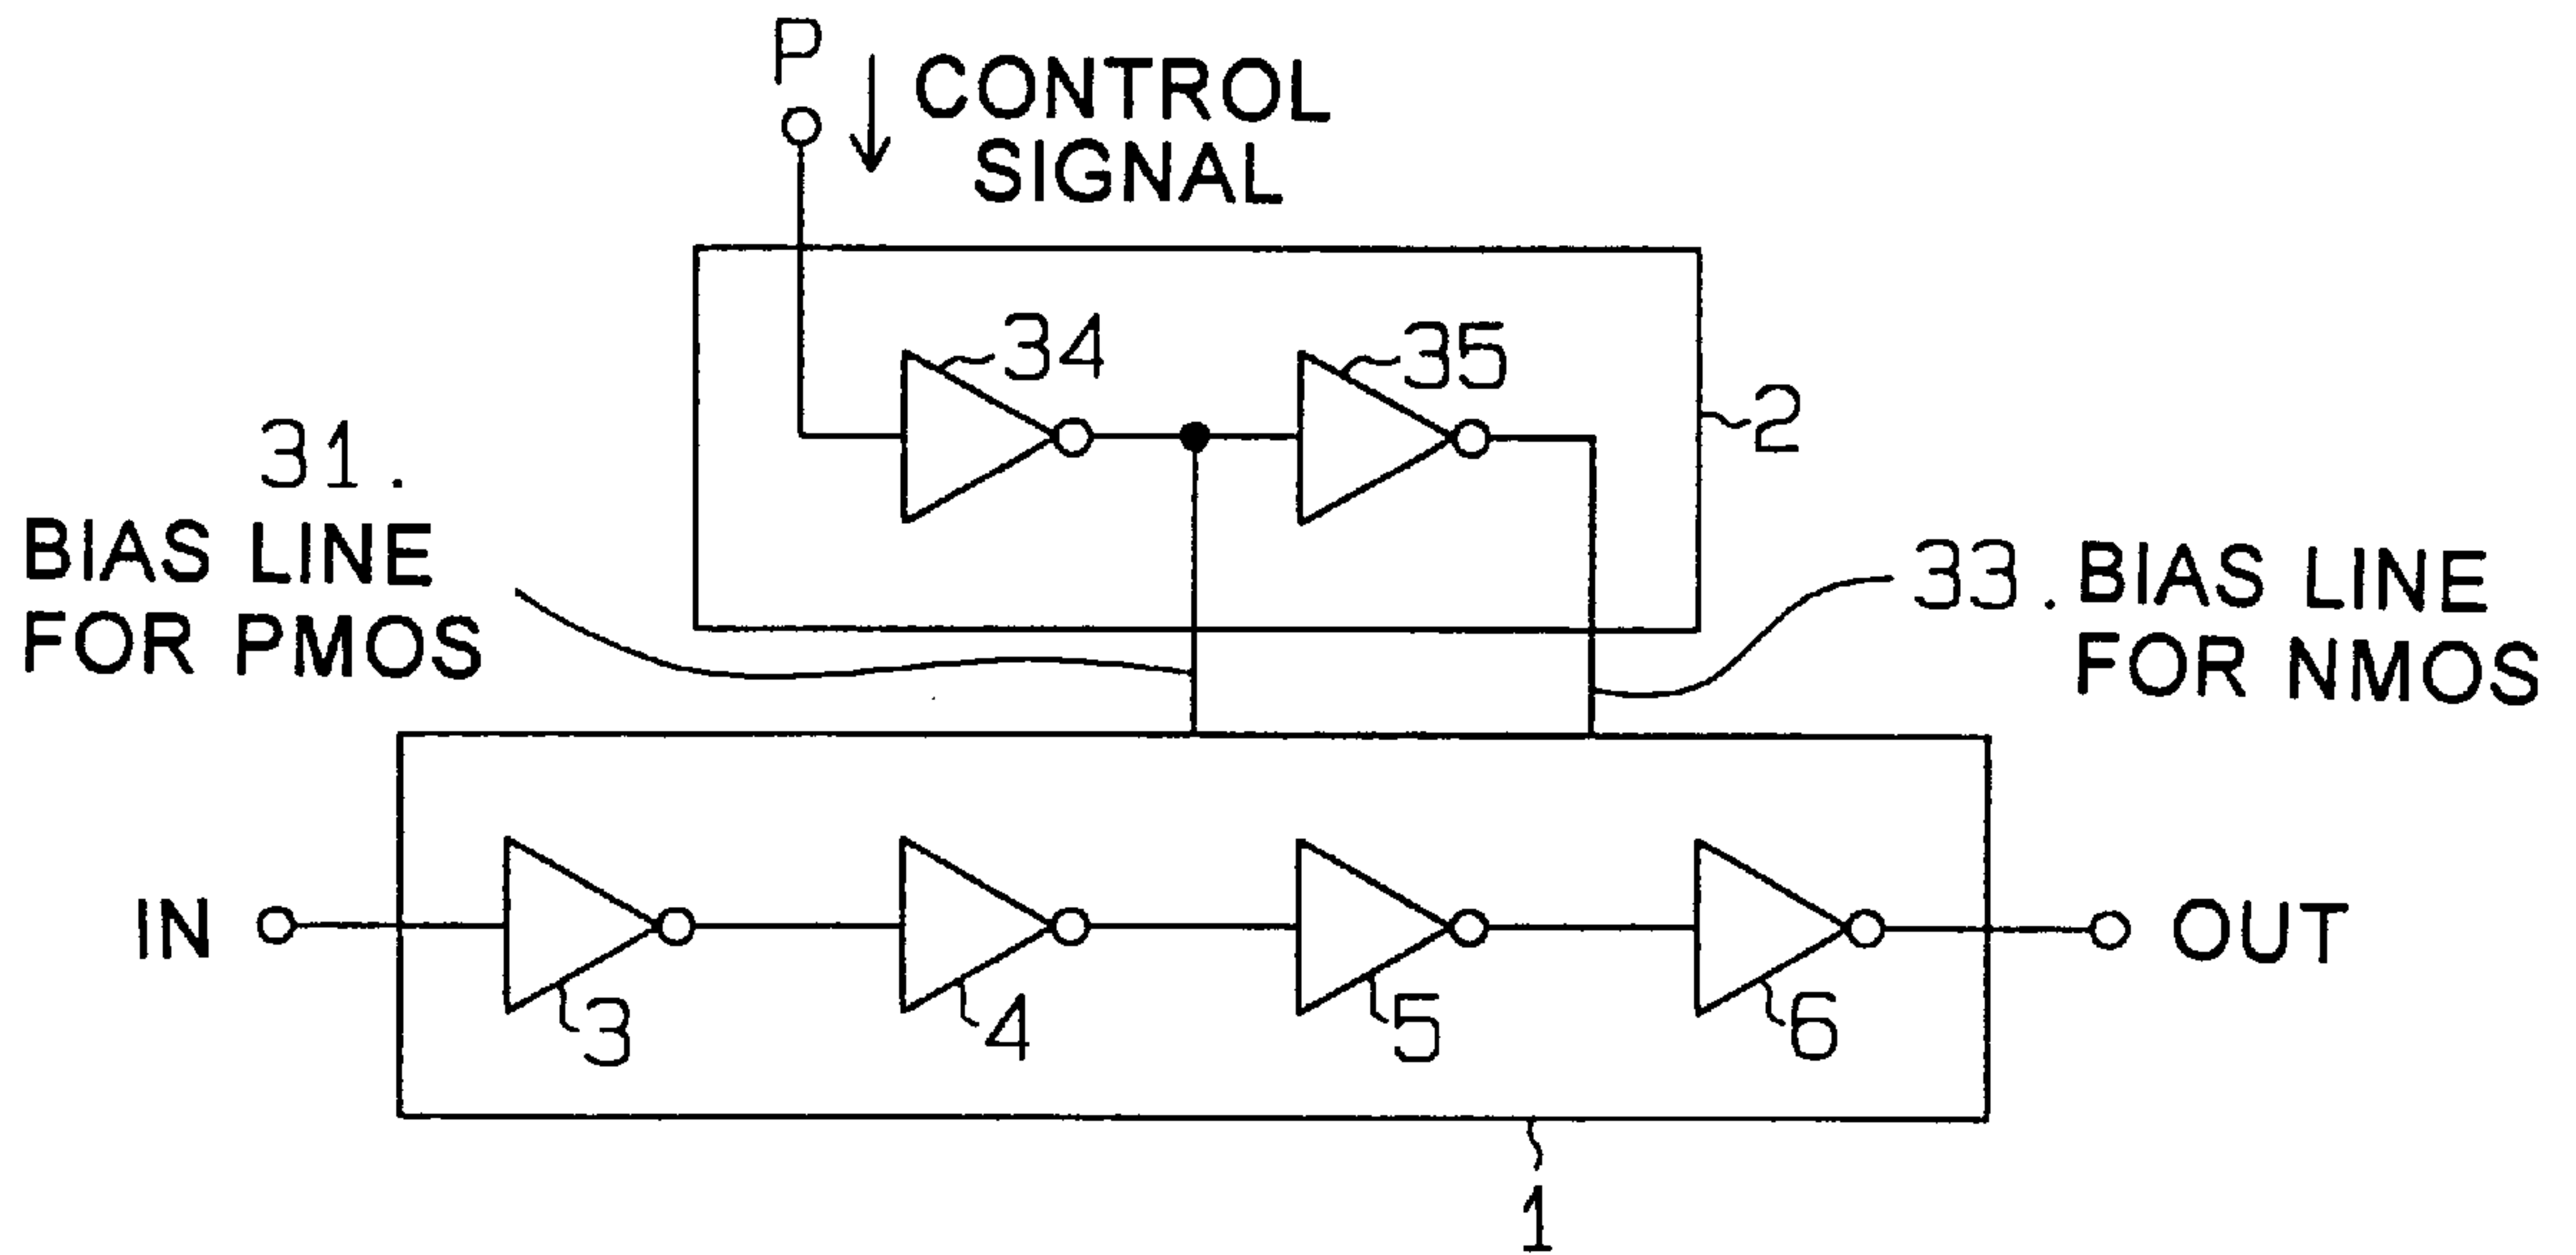 P
CONTROL
SIGNAL
34
35
2
31.
BIAS LINE
FOR PMOS
33. BIAS LINE
FOR NMOS
IN
OUT
3
4
5
6
1